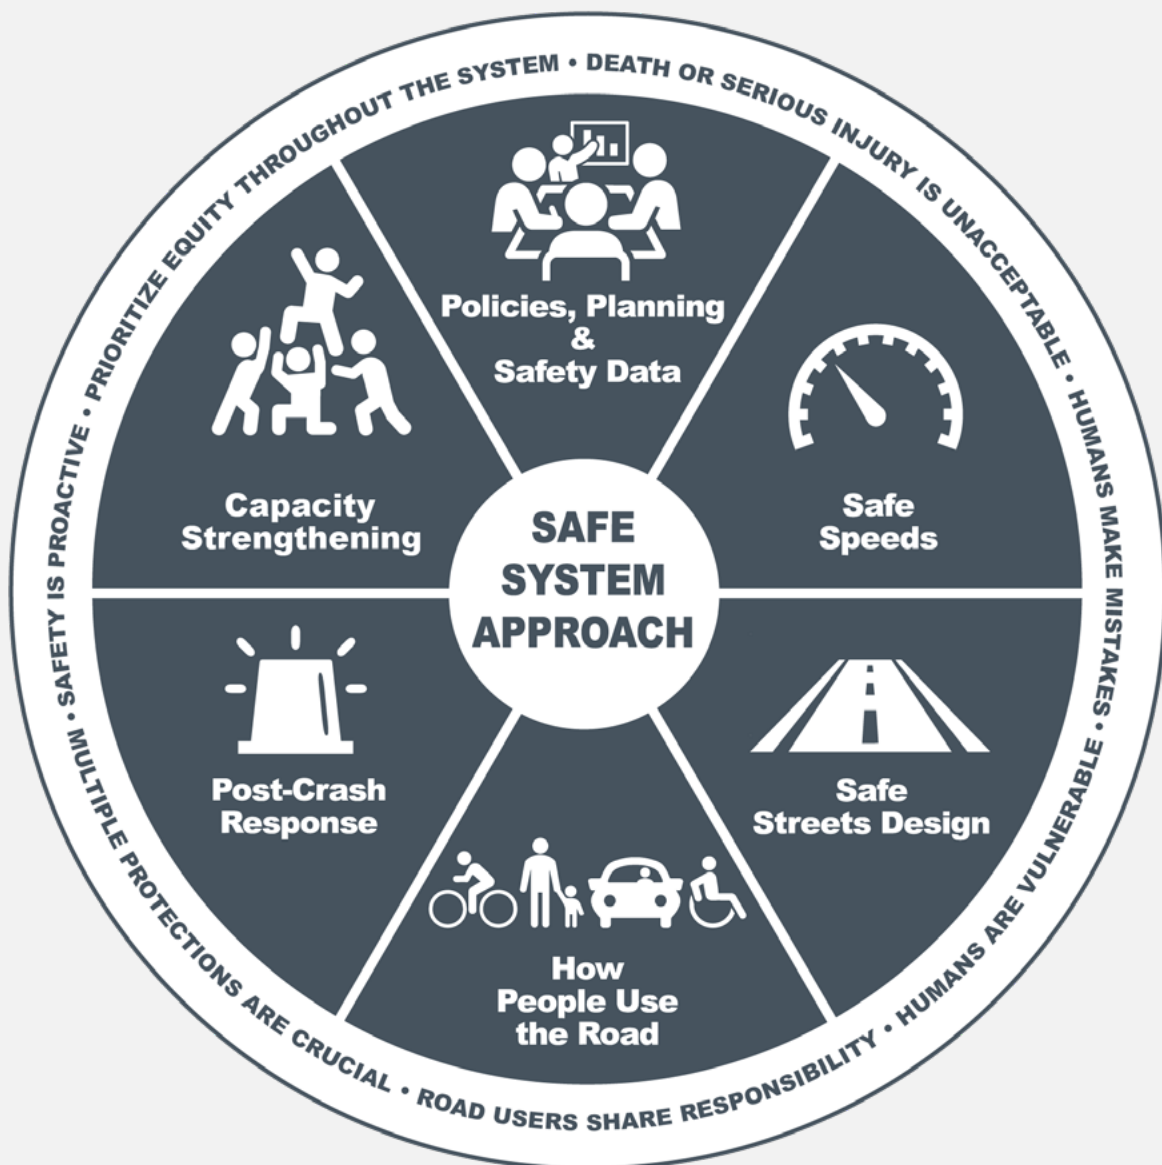 PRIORITIZE EQUITY THROUGHOUT THE SYSTEM • DEATH OR SERIOUS INJURY IS UNACCEPTABLE • HUMANS MAKE MISTAKES • HUMANS ARE VULNERABLE • ROAD USERS SHARE RESPONSIBILITY • MULTIPLE PROTECTIONS ARE CRUCIAL • SAFETY IS PROACTIVE •
Policies, Planning
&
Safety Data
Safe
Speeds
Safe
Streets Design
How
People Use
the Road
Post-Crash
Response
Capacity
Strengthening
SAFE
SYSTEM
APPROACH